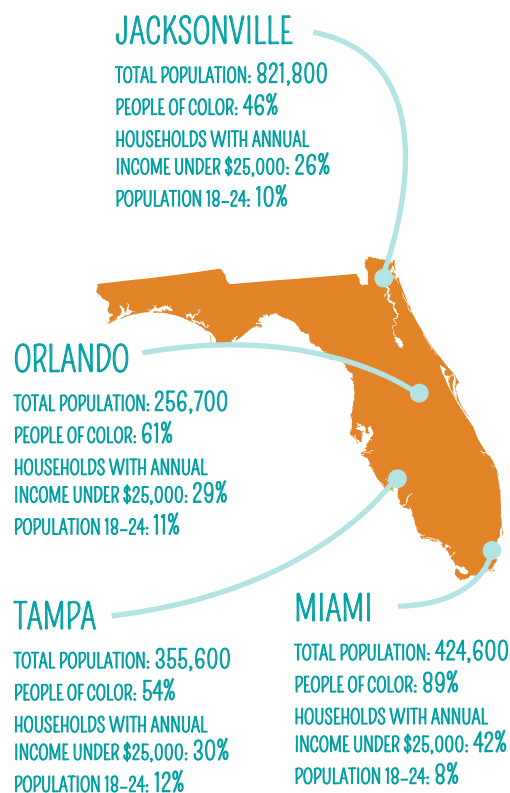 JACKSONVILLE
TOTAL POPULATION: 821,800
PEOPLE OF COLOR: 46%
HOUSEHOLDS WITH ANNUAL
INCOME UNDER $25,000: 26%
POPULATION 18–24: 10%
ORLANDO
TOTAL POPULATION: 256,700
PEOPLE OF COLOR: 61%
HOUSEHOLDS WITH ANNUAL
INCOME UNDER $25,000: 29%
POPULATION 18–24: 11%
TAMPA
TOTAL POPULATION: 355,600
PEOPLE OF COLOR: 54%
HOUSEHOLDS WITH ANNUAL
INCOME UNDER $25,000: 30%
POPULATION 18–24: 12%
MIAMI
TOTAL POPULATION: 424,600
PEOPLE OF COLOR: 89%
HOUSEHOLDS WITH ANNUAL
INCOME UNDER $25,000: 42%
POPULATION 18–24: 8%